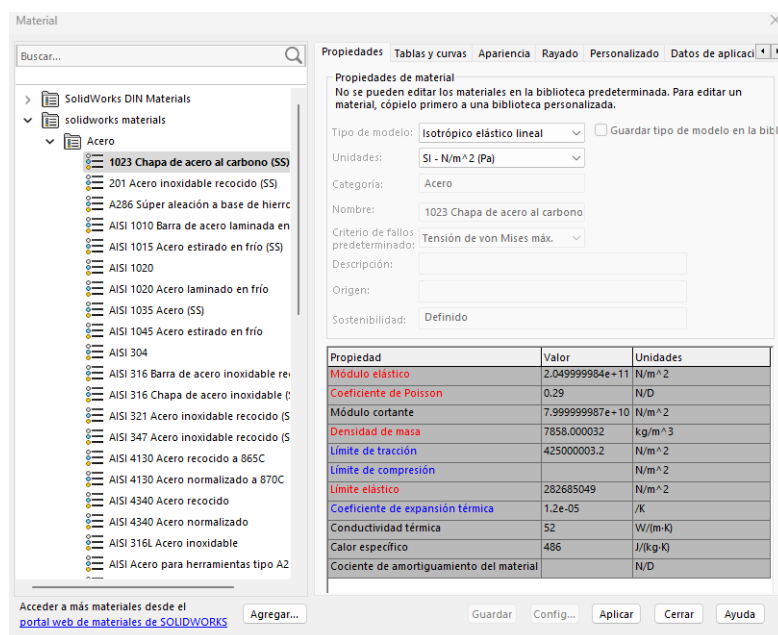 Material
Buscar...
SolidWorks DIN Materials
solidworks materials
Acero
1023 Chapa de acero al carbono (SS)
201 Acero inoxidable recocido (SS)
A286 Súper aleación a base de hierro
AISI 1010 Barra de acero laminada en
AISI 1015 Acero estirado en frío (SS)
AISI 1020
AISI 1020 Acero laminado en frío
AISI 1035 Acero (SS)
AISI 1045 Acero estirado en frío
AISI 304
AISI 316 Barra de acero inoxidable re
AISI 316 Chapa de acero inoxidable (
AISI 321 Acero inoxidable recocido (S
AISI 347 Acero inoxidable recocido (S
AISI 4130 Acero recocido a 865C
AISI 4130 Acero normalizado a 870C
AISI 4340 Acero recocido
AISI 4340 Acero normalizado
AISI 316L Acero inoxidable
AISI Acero para herramientas tipo A2
Acceder a más materiales desde el
portal web de materiales de SOLIDWORKS
Agregar...
Propiedades Tablas y curvas Apariencia Rayado Personalizado Datos de aplicaci
Propiedades de material
No se pueden editar los materiales en la biblioteca predeterminada. Para editar un
material, cópielo primero a una biblioteca personalizada.
Tipo de modelo: Isotrópico elástico lineal Guardar tipo de modelo en la bibl
Unidades: SI - N/m^2 (Pa)
Categoría: Acero
Nombre: 1023 Chapa de acero al carbono
Criterio de fallos
predeterminado: Tensión de von Mises máx.
Descripción:
Origen:
Sostenibilidad: Definido
Propiedad Valor Unidades
Módulo elástico 2.049999984e+11 N/m^2
Coeficiente de Poisson 0.29 N/D
Módulo cortante 7.999999987e+10 N/m^2
Densidad de masa 7858.000032 kg/m^3
Límite de tracción 425000003.2 N/m^2
Límite de compresión N/m^2
Límite elástico 282685049 N/m^2
Coeficiente de expansión térmica 1.2e-05 /K
Conductividad térmica 52 W/(m·K)
Calor específico 486 J/(kg·K)
Cociente de amortiguamiento del material N/D
Guardar Config... Aplicar Cerrar Ayuda